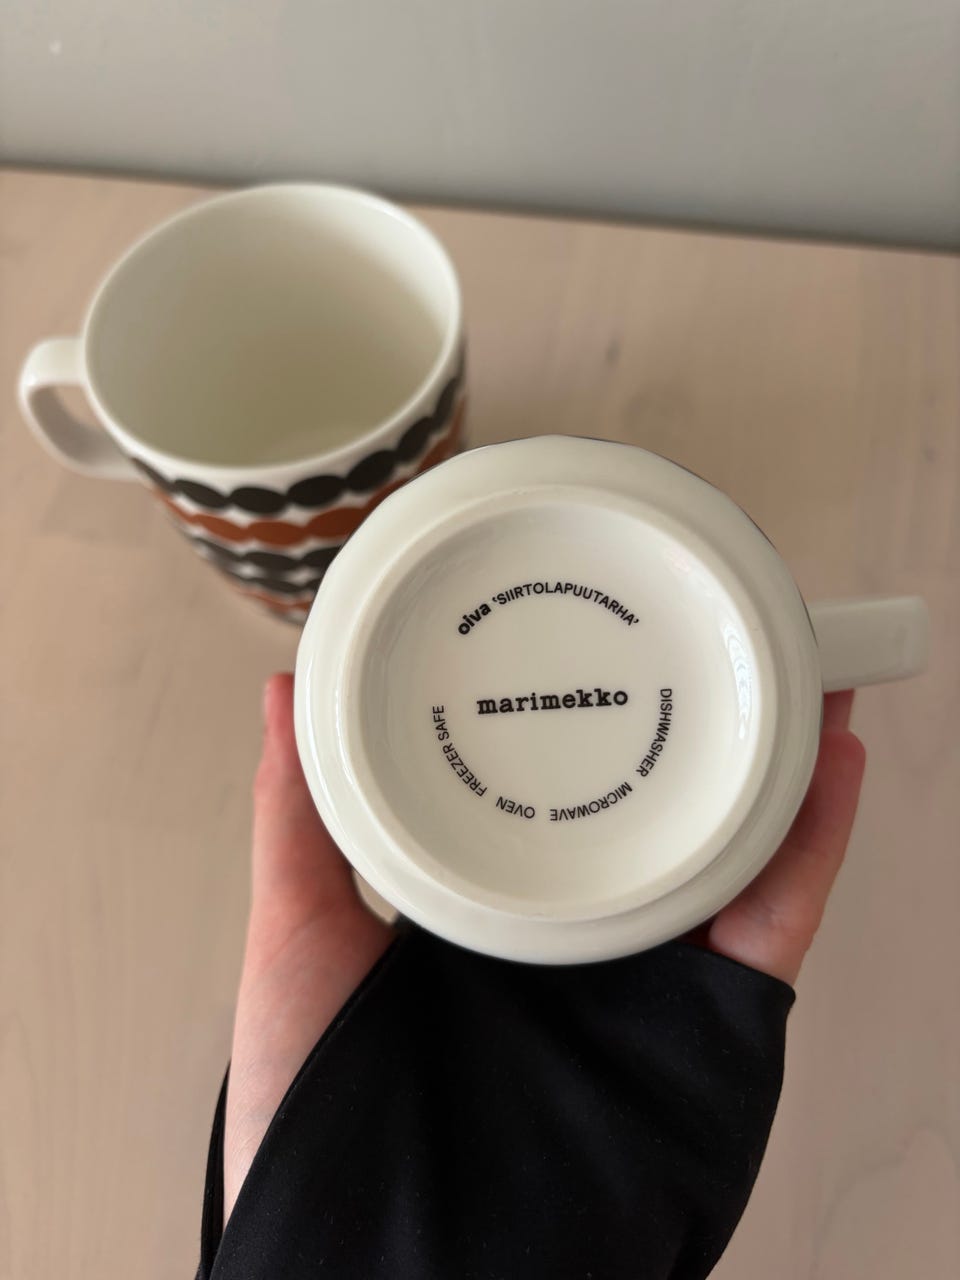 oiva 'SIIRTOLAPUUTARHA'
marimekko
DISHWASHER MICROWAVE OVEN FREEZER SAFE